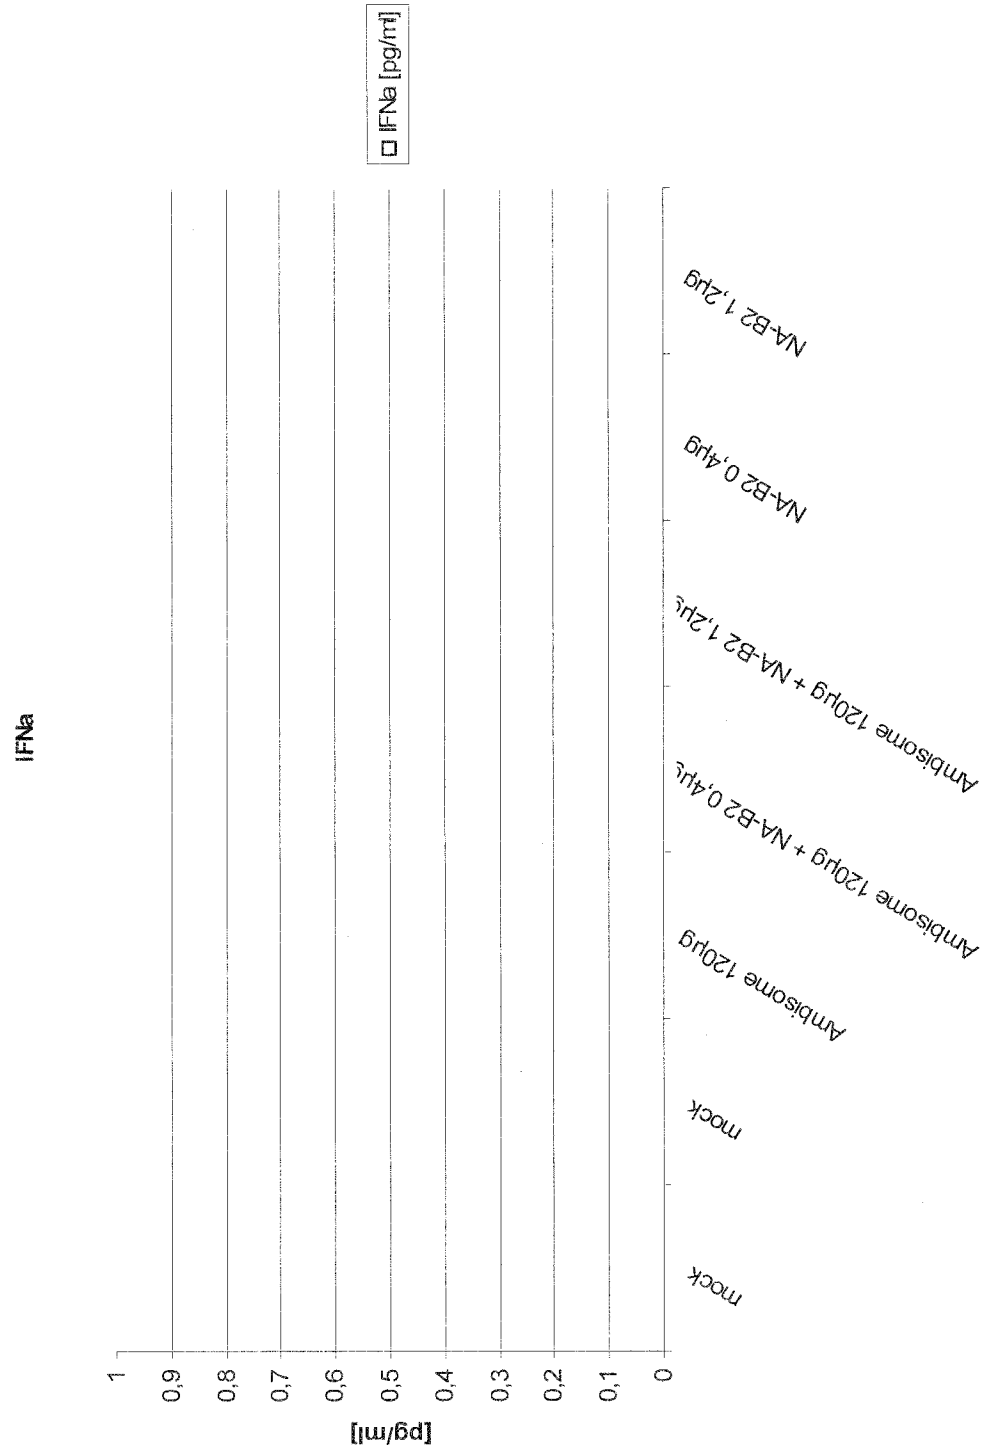 IFNa
[pg/ml]
1
0,9
0,8
0,7
0,6
0,5
0,4
0,3
0,2
0,1
0
mock
mock
Ambisome 120µg
Ambisome 120µg + NA-B2 0,4µg
Ambisome 120µg + NA-B2 1,2µg
NA-B2 0,4µg
NA-B2 1,2µg
IFNa [pg/ml]